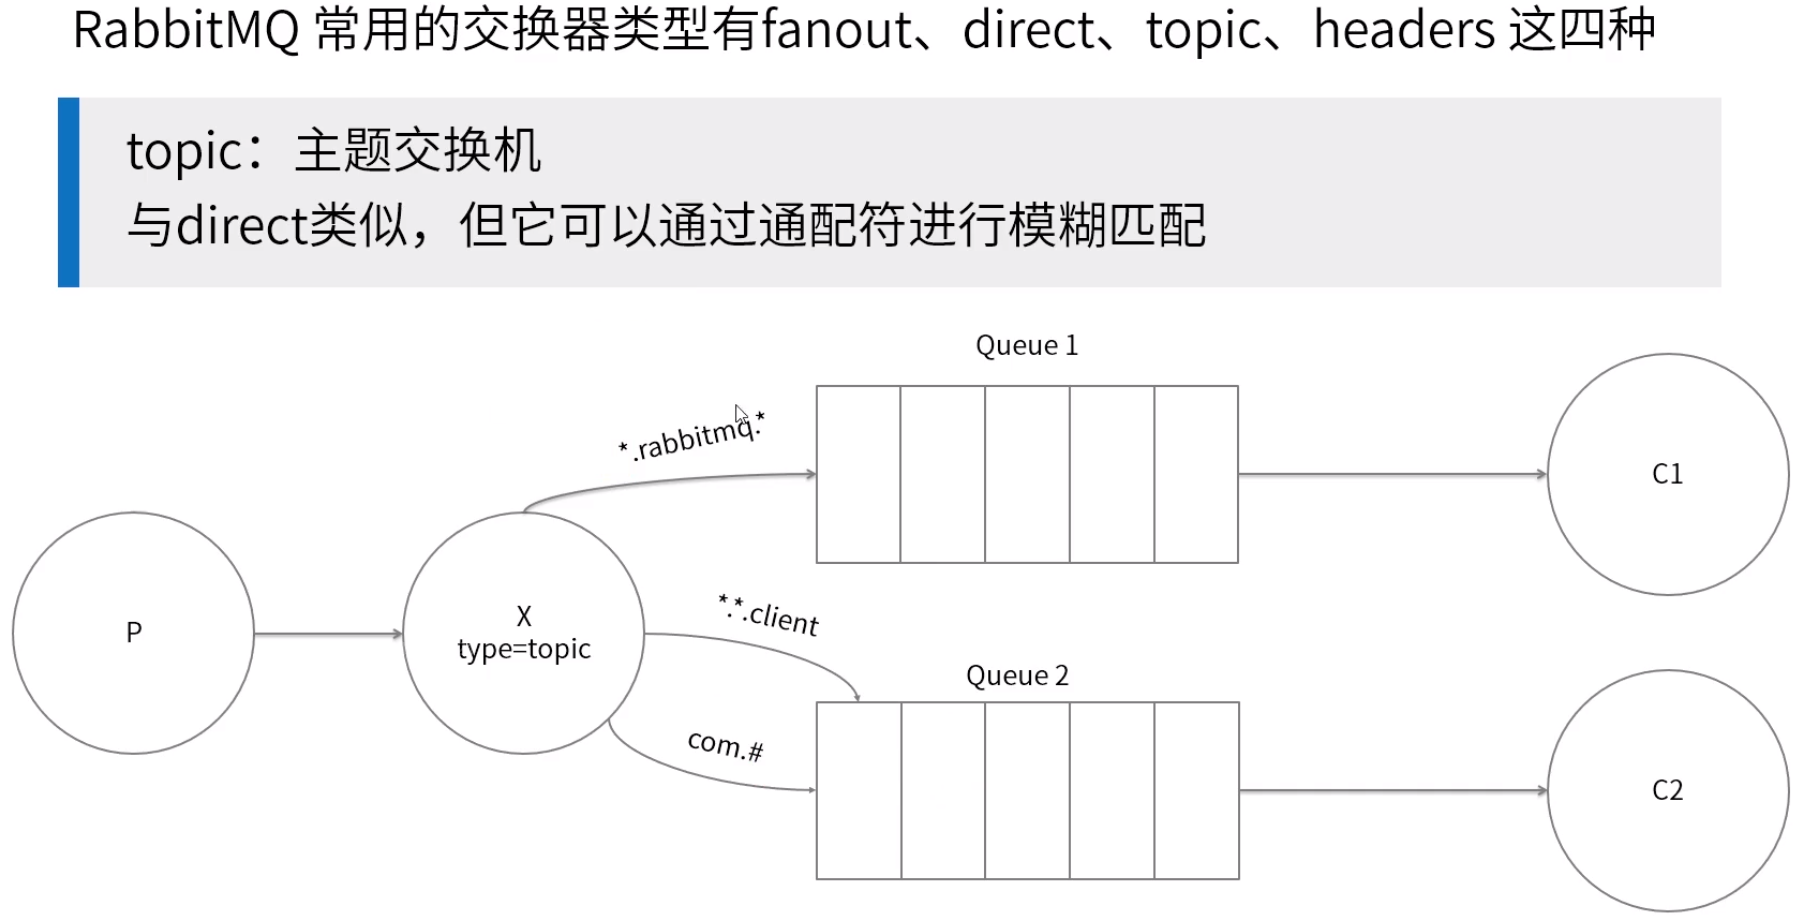 RabbitMQ 常用的交换器类型有fanout、direct、topic、headers 这四种
topic：主题交换机
与direct类似，但它可以通过通配符进行模糊匹配
Queue 1
*.rabbitmq.*
C1
P
X
type=topic
*.*.client
Queue 2
com.#
C2